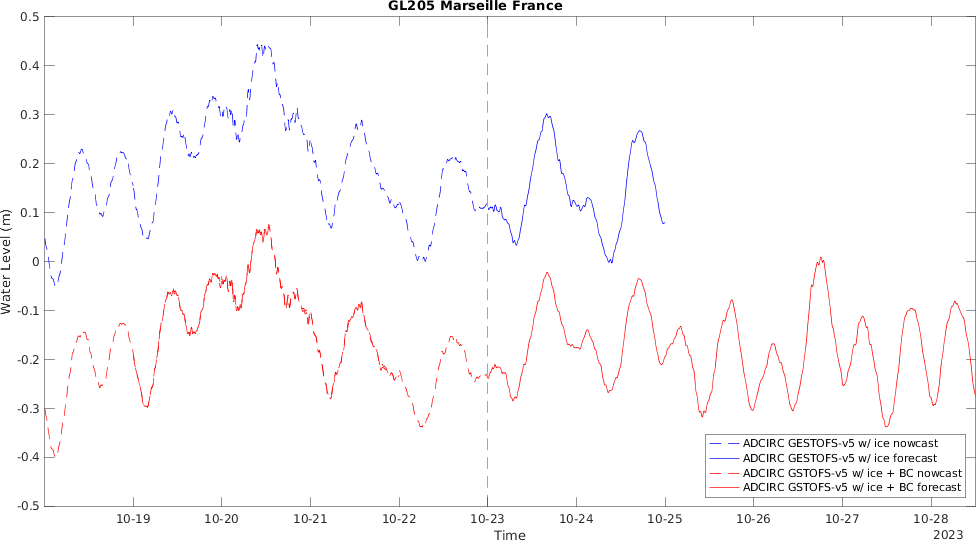 GL205 Marseille France
Water Level (m)
0.5
0.4
0.3
0.2
0.1
0
-0.1
-0.2
-0.3
-0.4
-0.5
ADCIRC GESTOFS-v5 w/ ice nowcast
ADCIRC GESTOFS-v5 w/ ice forecast
ADCIRC GSTOFS-v5 w/ ice + BC nowcast
ADCIRC GSTOFS-v5 w/ ice + BC forecast
10-19 10-20 10-21 10-22 10-23 10-24 10-25 10-26 10-27 10-28
Time
2023